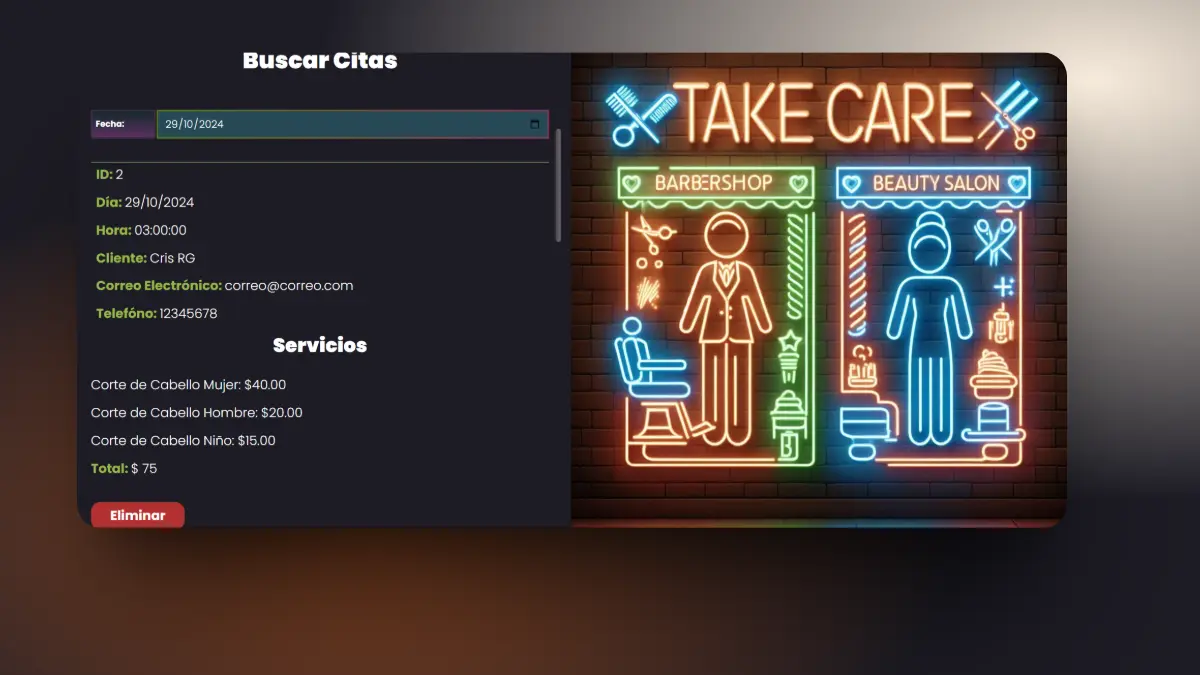 Buscar Citas
Fecha: 29/10/2024
ID: 2
Día: 29/10/2024
Hora: 03:00:00
Cliente: Cris RG
Correo Electrónico: correo@correo.com
Telefóno: 12345678
Servicios
Corte de Cabello Mujer: $40.00
Corte de Cabello Hombre: $20.00
Corte de Cabello Niño: $15.00
Total: $ 75
Eliminar
TAKE CARE
BARBERSHOP
BEAUTY SALON